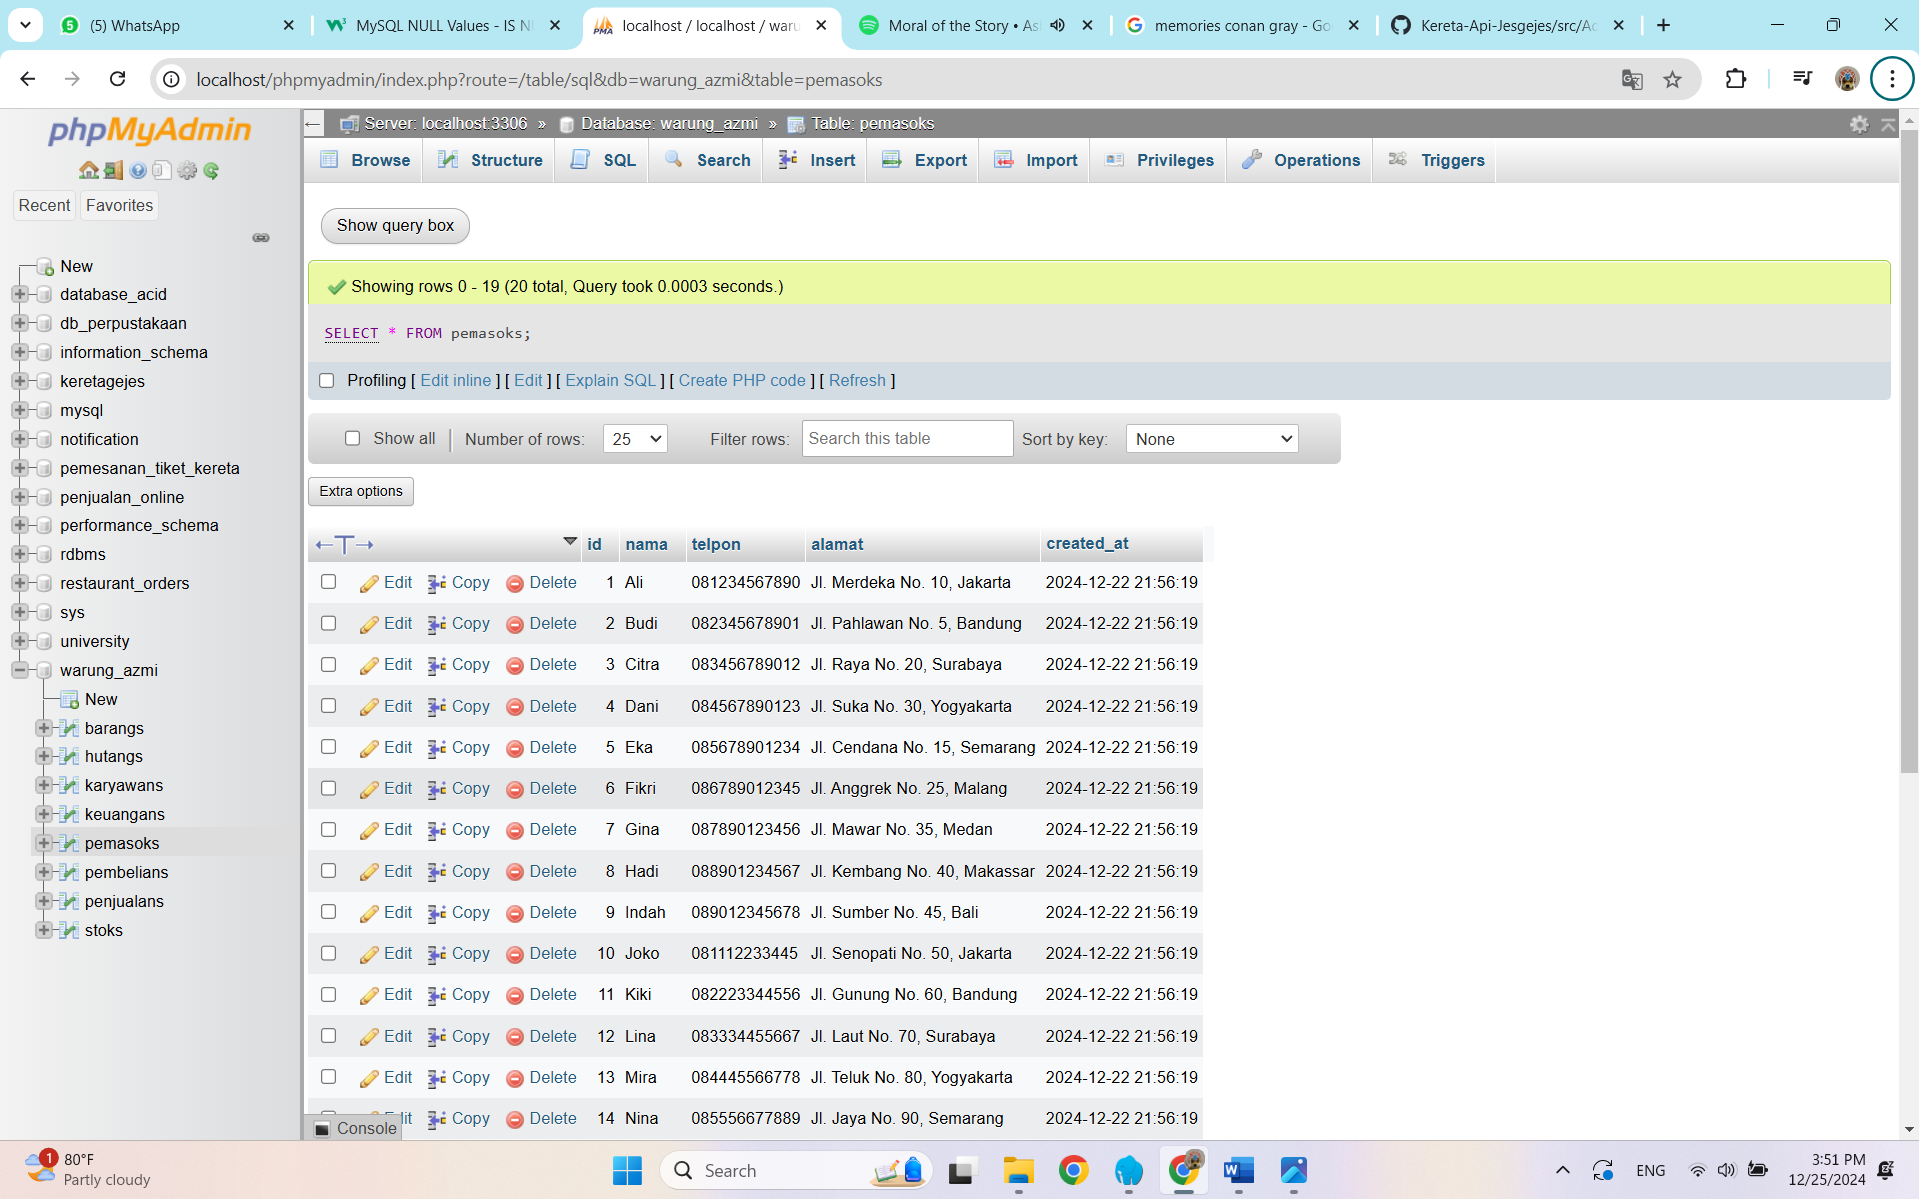 (5) WhatsApp
MySQL NULL Values - IS N
localhost / localhost / waru
Moral of the Story • As
memories conan gray - Go
Kereta-Api-Jesgejes/src/Ac
localhost/phpmyadmin/index.php?route=/table/sql&db=warung_azmi&table=pemasoks
phpMyAdmin
Recent Favorites
New
database_acid
db_perpustakaan
information_schema
keretagejes
mysql
notification
pemesanan_tiket_kereta
penjualan_online
performance_schema
rdbms
restaurant_orders
sys
university
warung_azmi
New
barangs
hutangs
karyawans
keuangans
pemasoks
pembelians
penjualans
stoks
Server: localhost:3306 » Database: warung_azmi » Table: pemasoks
Browse Structure SQL Search Insert Export Import Privileges Operations Triggers
Show query box
Showing rows 0 - 19 (20 total, Query took 0.0003 seconds.)
SELECT * FROM pemasoks;
Profiling [ Edit inline ] [ Edit ] [ Explain SQL ] [ Create PHP code ] [ Refresh ]
Show all Number of rows: 25 Filter rows: Search this table Sort by key: None
Extra options
id nama telpon alamat created_at
Edit Copy Delete 1 Ali 081234567890 Jl. Merdeka No. 10, Jakarta 2024-12-22 21:56:19
Edit Copy Delete 2 Budi 082345678901 Jl. Pahlawan No. 5, Bandung 2024-12-22 21:56:19
Edit Copy Delete 3 Citra 083456789012 Jl. Raya No. 20, Surabaya 2024-12-22 21:56:19
Edit Copy Delete 4 Dani 084567890123 Jl. Suka No. 30, Yogyakarta 2024-12-22 21:56:19
Edit Copy Delete 5 Eka 085678901234 Jl. Cendana No. 15, Semarang 2024-12-22 21:56:19
Edit Copy Delete 6 Fikri 086789012345 Jl. Anggrek No. 25, Malang 2024-12-22 21:56:19
Edit Copy Delete 7 Gina 087890123456 Jl. Mawar No. 35, Medan 2024-12-22 21:56:19
Edit Copy Delete 8 Hadi 088901234567 Jl. Kembang No. 40, Makassar 2024-12-22 21:56:19
Edit Copy Delete 9 Indah 089012345678 Jl. Sumber No. 45, Bali 2024-12-22 21:56:19
Edit Copy Delete 10 Joko 081112233445 Jl. Senopati No. 50, Jakarta 2024-12-22 21:56:19
Edit Copy Delete 11 Kiki 082223344556 Jl. Gunung No. 60, Bandung 2024-12-22 21:56:19
Edit Copy Delete 12 Lina 083334455667 Jl. Laut No. 70, Surabaya 2024-12-22 21:56:19
Edit Copy Delete 13 Mira 084445566778 Jl. Teluk No. 80, Yogyakarta 2024-12-22 21:56:19
Copy Delete 14 Nina 085556677889 Jl. Jaya No. 90, Semarang 2024-12-22 21:56:19
Console
1
80°F
Partly cloudy
Search
ENG
3:51 PM
12/25/2024